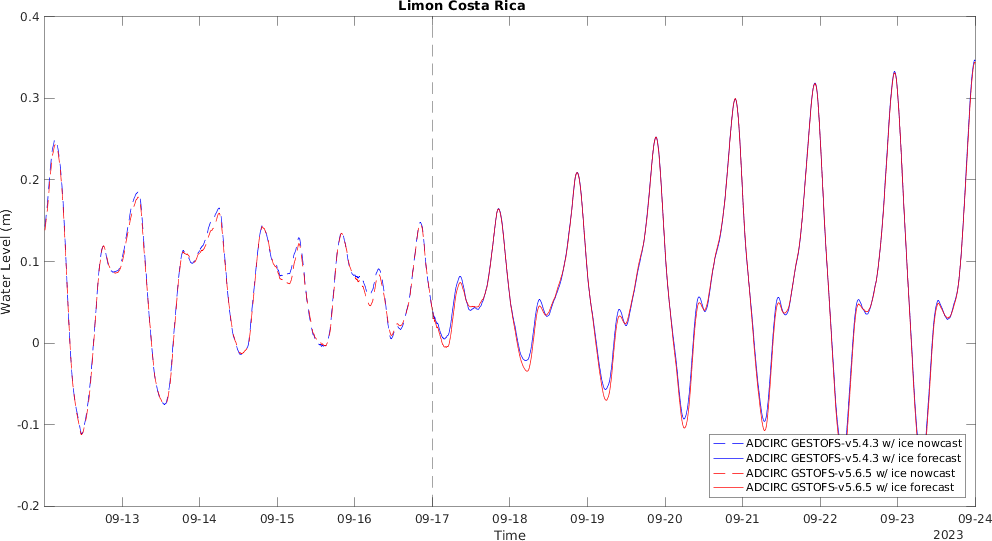 Limon Costa Rica
0.4
0.3
0.2
0.1
0
-0.1
-0.2
Water Level (m)
ADCIRC GESTOFS-v5.4.3 w/ ice nowcast
ADCIRC GESTOFS-v5.4.3 w/ ice forecast
ADCIRC GSTOFS-v5.6.5 w/ ice nowcast
ADCIRC GSTOFS-v5.6.5 w/ ice forecast
09-13 09-14 09-15 09-16 09-17 09-18 09-19 09-20 09-21 09-22 09-23 09-24
Time
2023